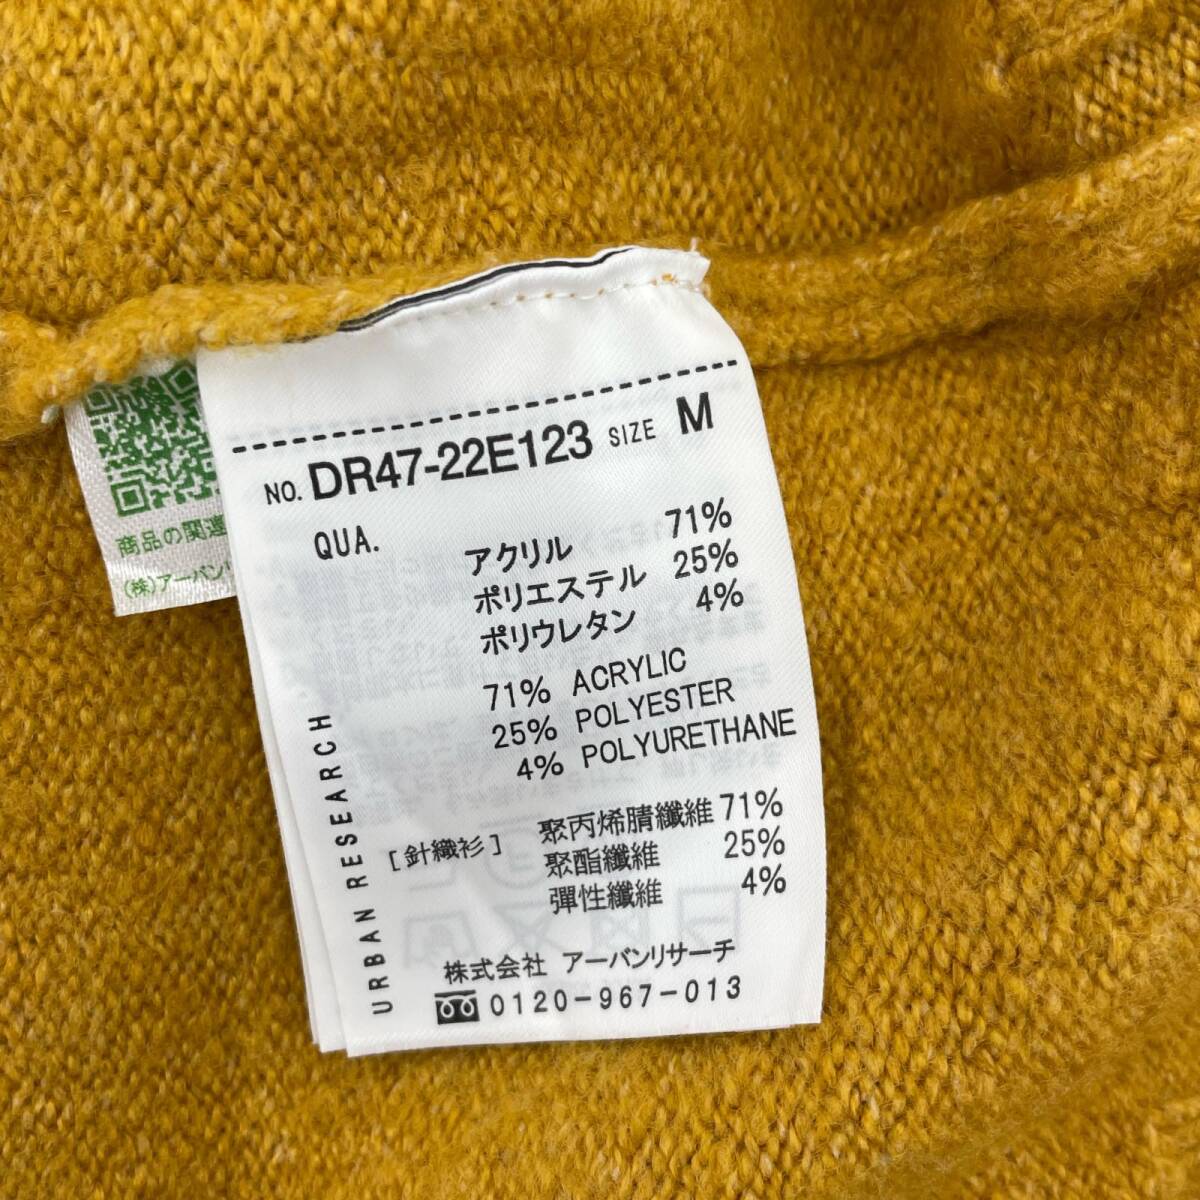 NO. DR47-22E123 SIZE M
QUA.
アクリル 71%
ポリエステル 25%
ポリウレタン 4%
71% ACRYLIC
25% POLYESTER
4% POLYURETHANE
[針織衫] 聚丙烯腈纖維 71%
聚酯纖維 25%
彈性纖維 4%
株式会社 アーバンリサーチ
0120-967-013
URBAN RESEARCH
商品の関連
(株)アーバン